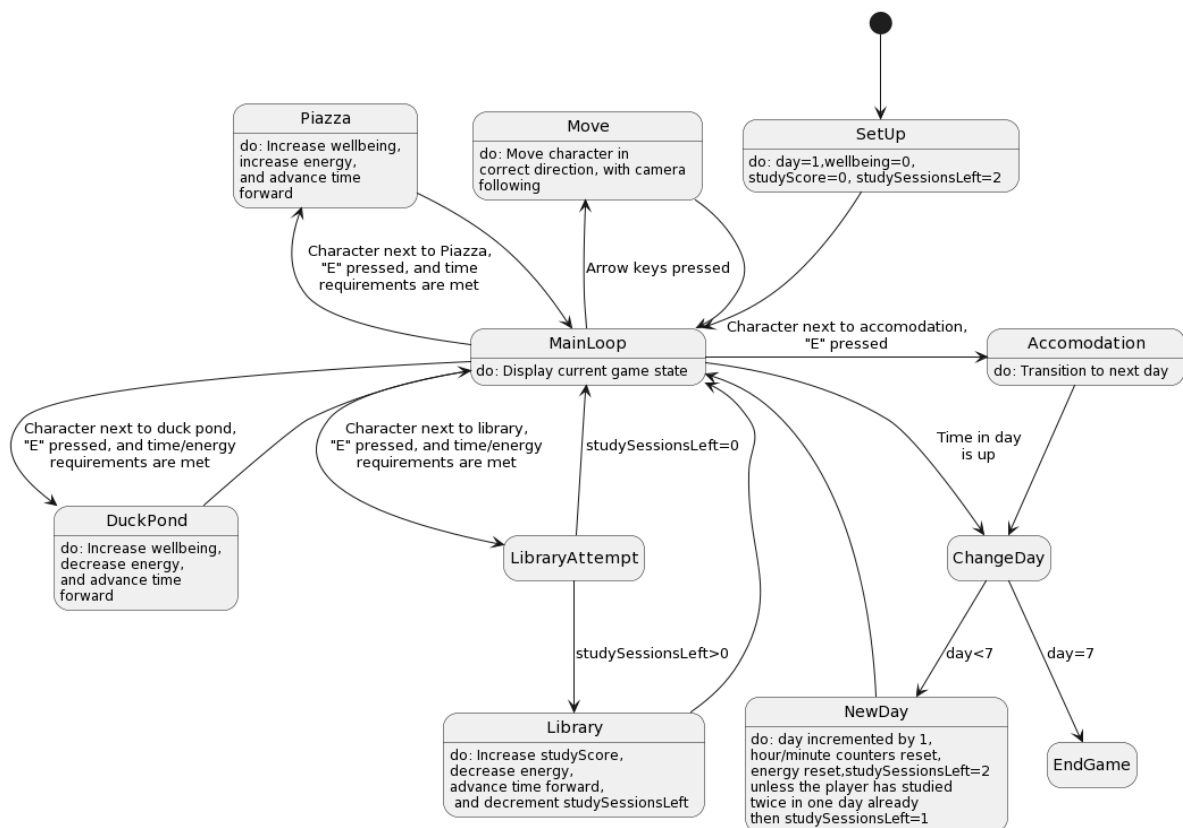 Piazza
do: Increase wellbeing,
increase energy,
and advance time
forward
Move
do: Move character in
correct direction, with camera
following
SetUp
do: day=1,wellbeing=0,
studyScore=0, studySessionsLeft=2
Character next to Piazza,
"E" pressed, and time
requirements are met
Arrow keys pressed
MainLoop
do: Display current game state
Character next to accomodation,
"E" pressed
Accomodation
do: Transition to next day
Character next to duck pond,
"E" pressed, and time/energy
requirements are met
Character next to library,
"E" pressed, and time/energy
requirements are met
studySessionsLeft=0
Time in day
is up
DuckPond
do: Increase wellbeing,
decrease energy,
and advance time
forward
LibraryAttempt
ChangeDay
studySessionsLeft>0
day<7
day=7
Library
do: Increase studyScore,
decrease energy,
advance time forward,
and decrement studySessionsLeft
NewDay
do: day incremented by 1,
hour/minute counters reset,
energy reset,studySessionsLeft=2
unless the player has studied
twice in one day already
then studySessionsLeft=1
EndGame